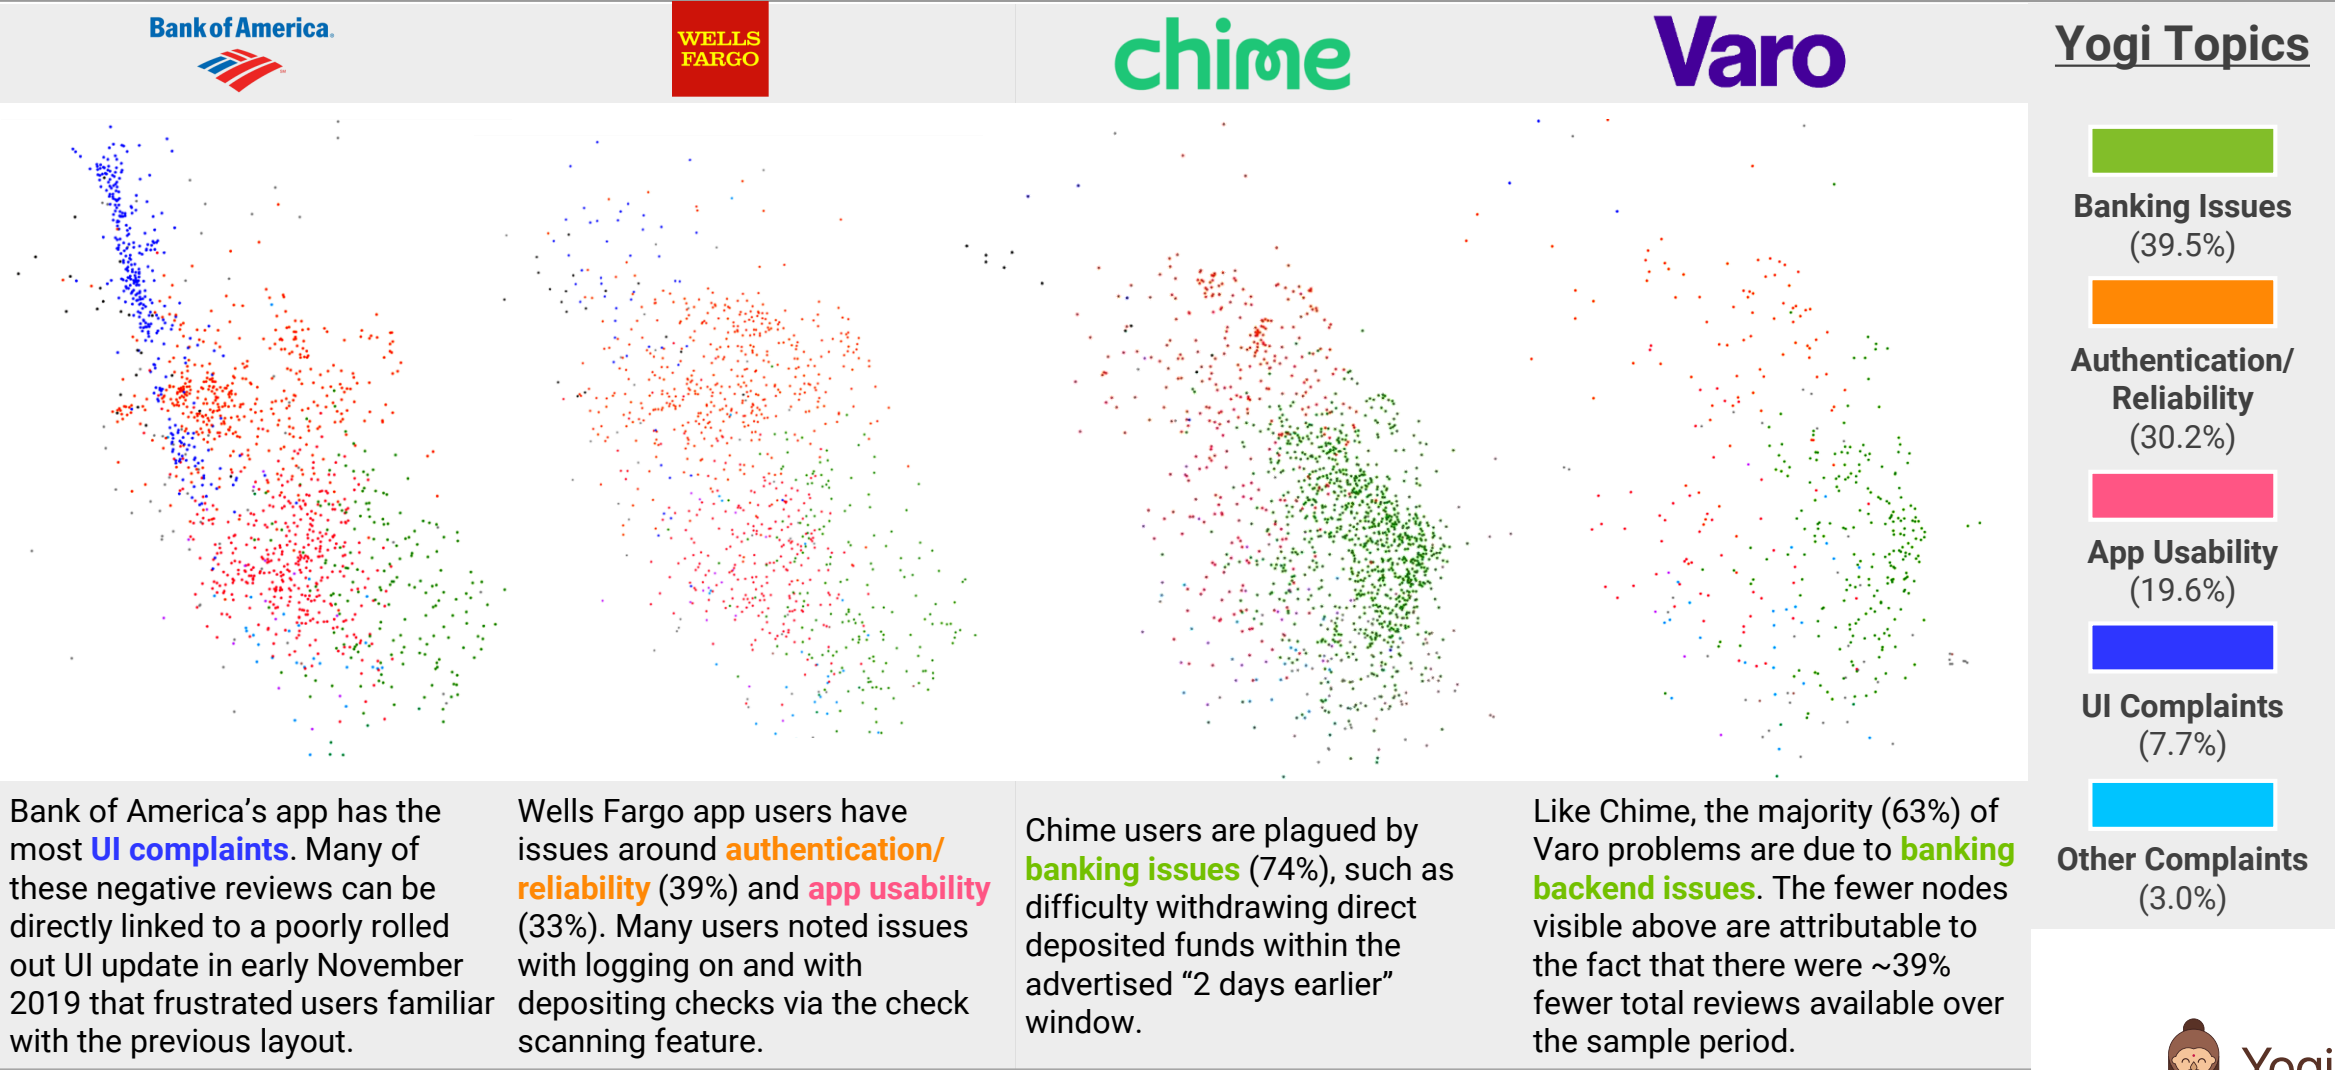 Bank of America
WELLS
FARGO
chime
Varo
Yogi Topics
Banking Issues
(39.5%)
Authentication/
Reliability
(30.2%)
App Usability
(19.6%)
UI Complaints
(7.7%)
Other Complaints
(3.0%)
Bank of America’s app has the
most UI complaints. Many of
these negative reviews can be
directly linked to a poorly rolled
out UI update in early November
2019 that frustrated users familiar
with the previous layout.
Wells Fargo app users have
issues around authentication/
reliability (39%) and app usability
(33%). Many users noted issues
with logging on and with
depositing checks via the check
scanning feature.
Chime users are plagued by
banking issues (74%), such as
difficulty withdrawing direct
deposited funds within the
advertised “2 days earlier”
window.
Like Chime, the majority (63%) of
Varo problems are due to banking
backend issues. The fewer nodes
visible above are attributable to
the fact that there were ~39%
fewer total reviews available over
the sample period.
Yogi